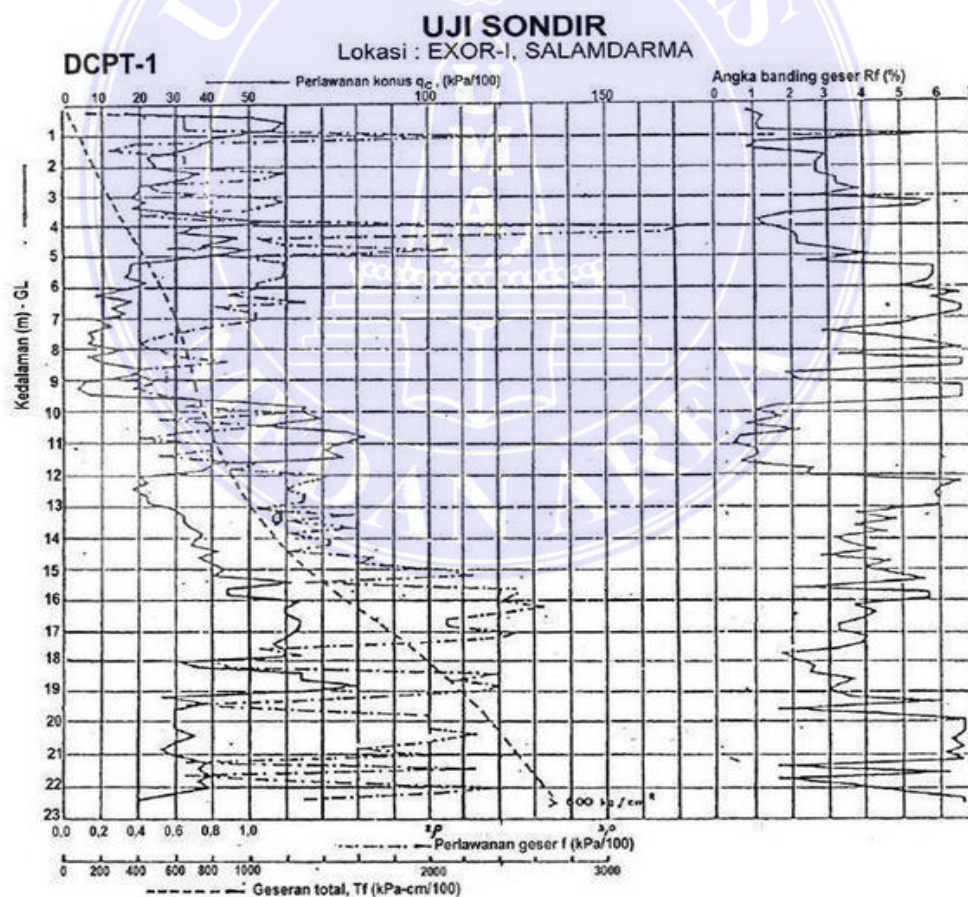 UJI SONDIR
Lokasi : EXOR-I, SALAMDARMA
DCPT-1
Perlawanan konus qc , (kPa/100)
Angka banding geser Rf (%)
0 10 20 30 40 50 100 150 0 1 2 3 4 5 6 7
Kedalaman (m) - GL
1
2
3
4
5
6
7
8
9
10
11
12
13
14
15
16
17
18
19
20
21
22
23
600 kg/cm²
0,0 0,2 0,4 0,6 0,8 1,0
Perlawanan geser f (kPa/100)
0 200 400 600 800 1000 2000 3000
Geseran total, Tf (kPa-cm/100)
MEDAN AREA